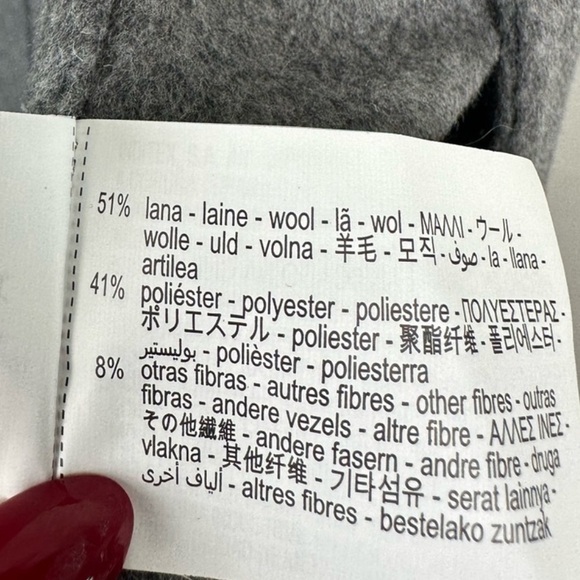 51% lana - laine - wool - lã - wol - ΜΑΛΛΙ - ウール -
wolle - uld - volna - 羊毛 - 모직 - صوف - la - llana -
artilea
41% poliéster - polyester - poliestere - ΠΟΛΥΕΣΤΕΡΑΣ -
ポリエステル - poliester - 聚酯纤维 - 폴리에스터 -
بوليستير - polièster - poliesterra
8% otras fibras - autres fibres - other fibres - outras
fibras - andere vezels - altre fibre - ΑΛΛΕΣ ΙΝΕΣ -
その他繊維 - andere fasern - andre fibre - druga
vlakna - 其他纤维 - 기타섬유 - serat lainnya -
ألياف أخرى - altres fibres - bestelako zuntzak